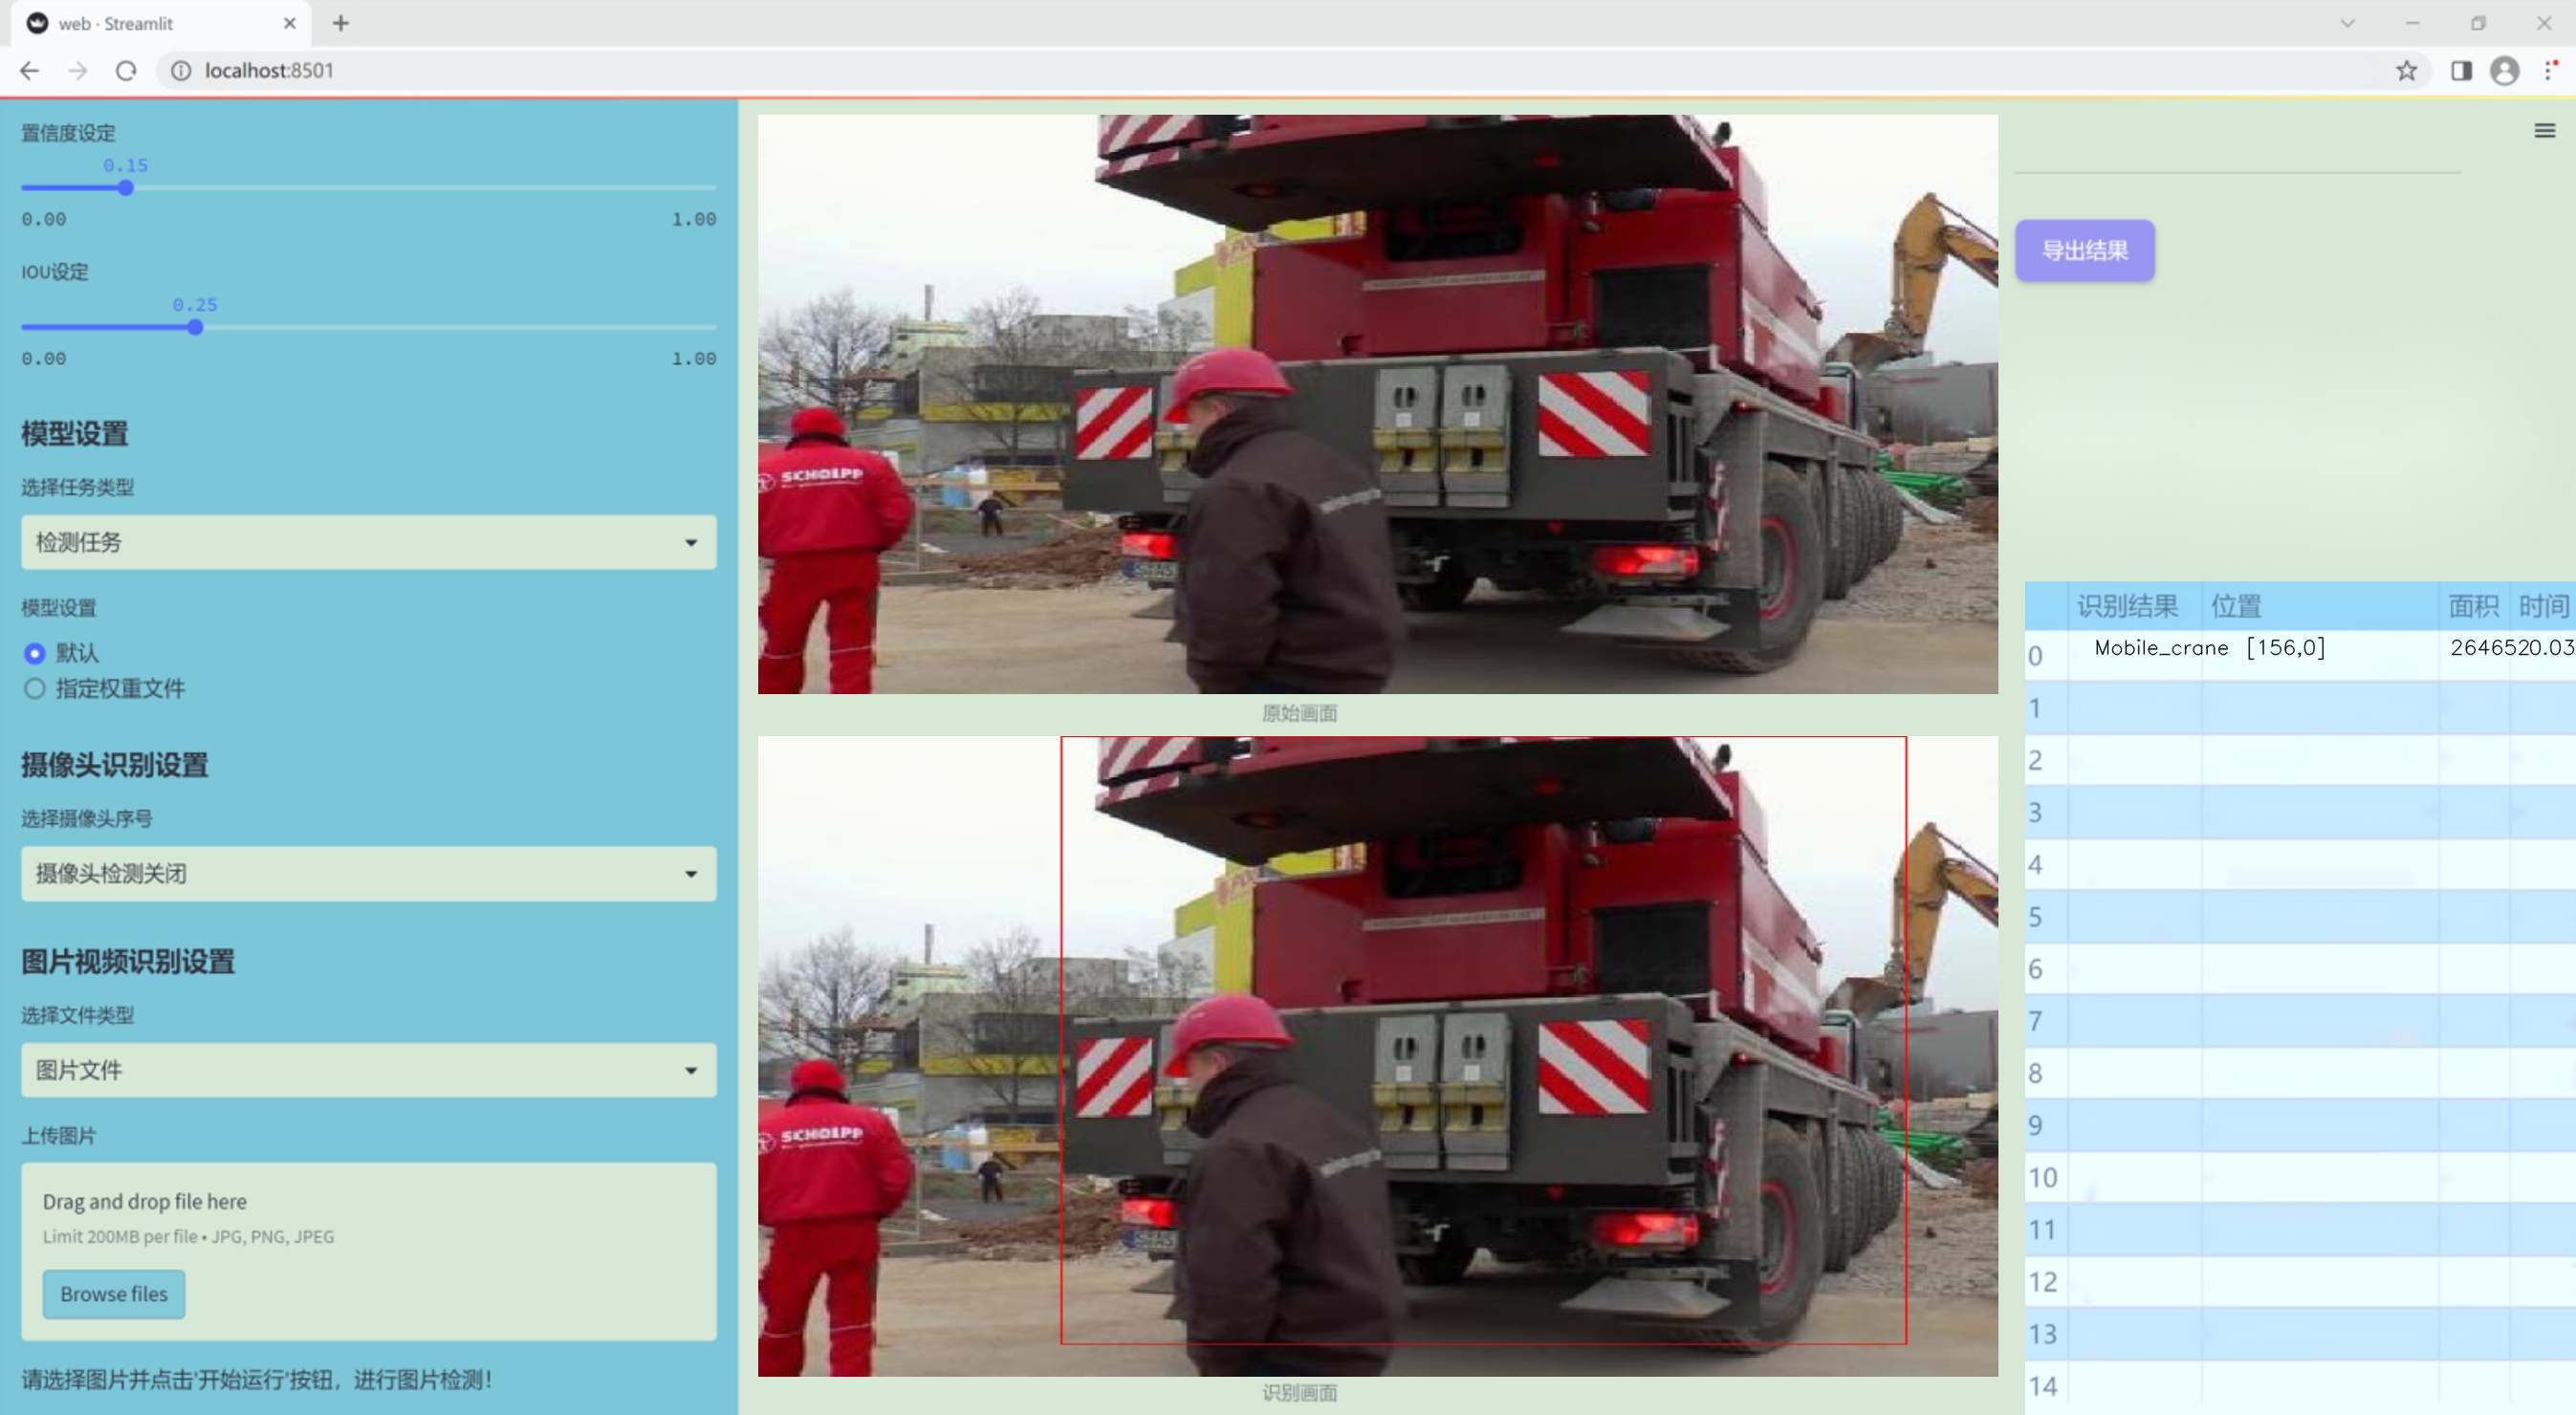 web · Streamlit
localhost:8501
置信度设定
0.15
0.00 1.00
IOU设定
0.25
0.00 1.00
模型设置
选择任务类型
检测任务
模型设置
默认
指定权重文件
摄像头识别设置
选择摄像头序号
摄像头检测关闭
图片视频识别设置
选择文件类型
图片文件
上传图片
Drag and drop file here
Limit 200MB per file • JPG, PNG, JPEG
Browse files
请选择图片并点击'开始运行'按钮，进行图片检测！
SCHOLPP
原始画面
SCHOLPP
识别画面
导出结果
识别结果 位置 面积 时间
0 Mobile_crane [156,0] 2646520.03
1
2
3
4
5
6
7
8
9
10
11
12
13
14